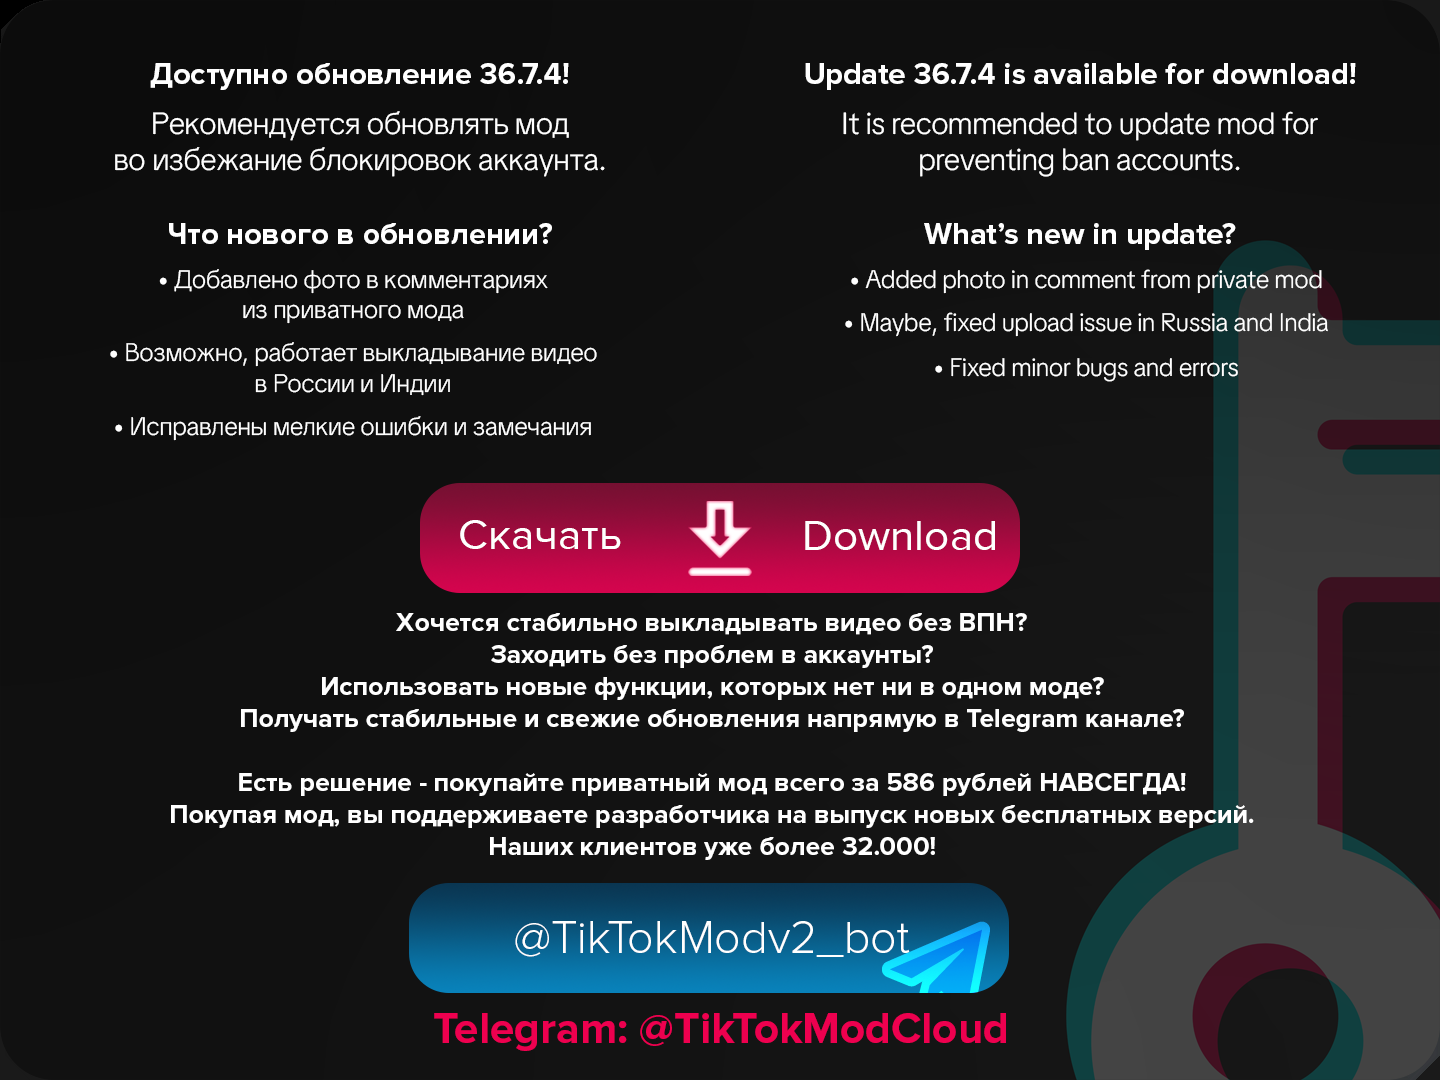 Доступно обновление 36.7.4!
Рекомендуется обновлять мод
во избежание блокировок аккаунта.
Что нового в обновлении?
• Добавлено фото в комментариях
из приватного мода
• Возможно, работает выкладывание видео
в России и Индии
• Исправлены мелкие ошибки и замечания
Update 36.7.4 is available for download!
It is recommended to update mod for
preventing ban accounts.
What’s new in update?
• Added photo in comment from private mod
• Maybe, fixed upload issue in Russia and India
• Fixed minor bugs and errors
Скачать Download
Хочется стабильно выкладывать видео без ВПН?
Заходить без проблем в аккаунты?
Использовать новые функции, которых нет ни в одном моде?
Получать стабильные и свежие обновления напрямую в Telegram канале?
Есть решение - покупайте приватный мод всего за 586 рублей НАВСЕГДА!
Покупая мод, вы поддерживаете разработчика на выпуск новых бесплатных версий.
Наших клиентов уже более 32.000!
@TikTokModv2_bot
Telegram: @TikTokModCloud